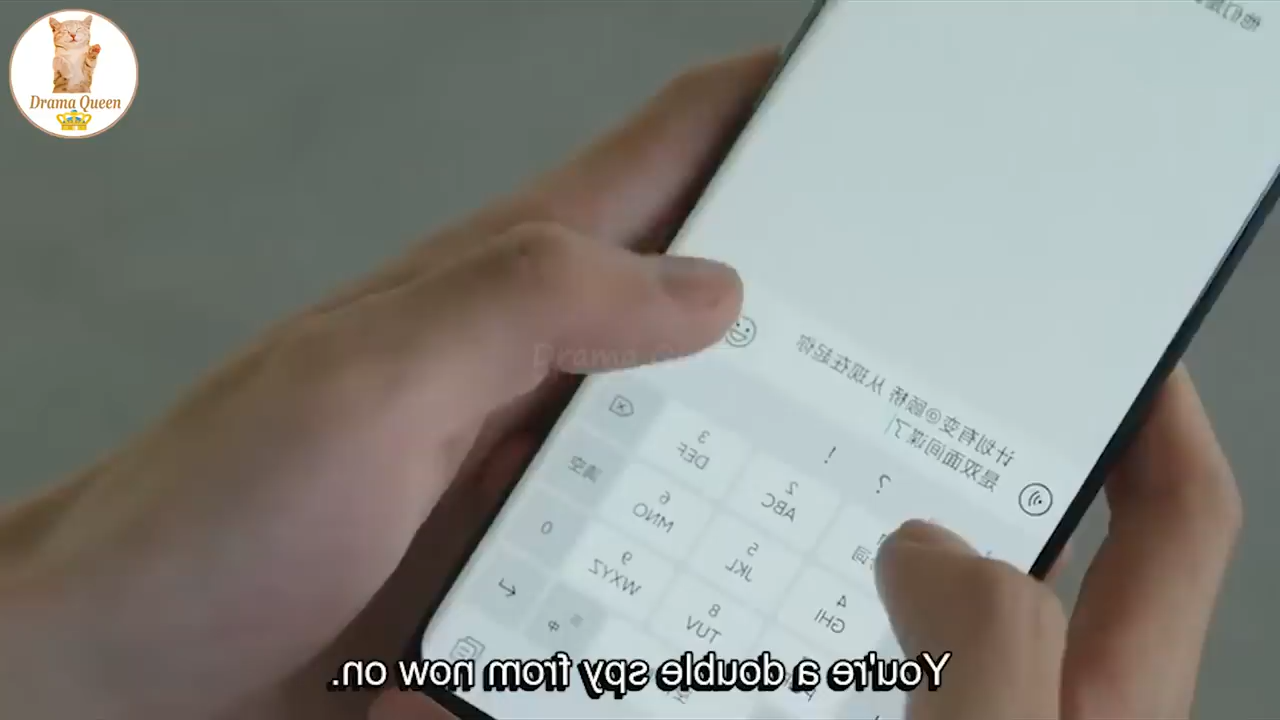 Drama Queen
计划有变@顾桥 从现在起你
是双面间谍了
!
?
2
ABC
3
DEF
4
GHI
5
JKL
6
MNO
清空
8
TUV
9
WXYZ
0
中
You're a double spy from now on.